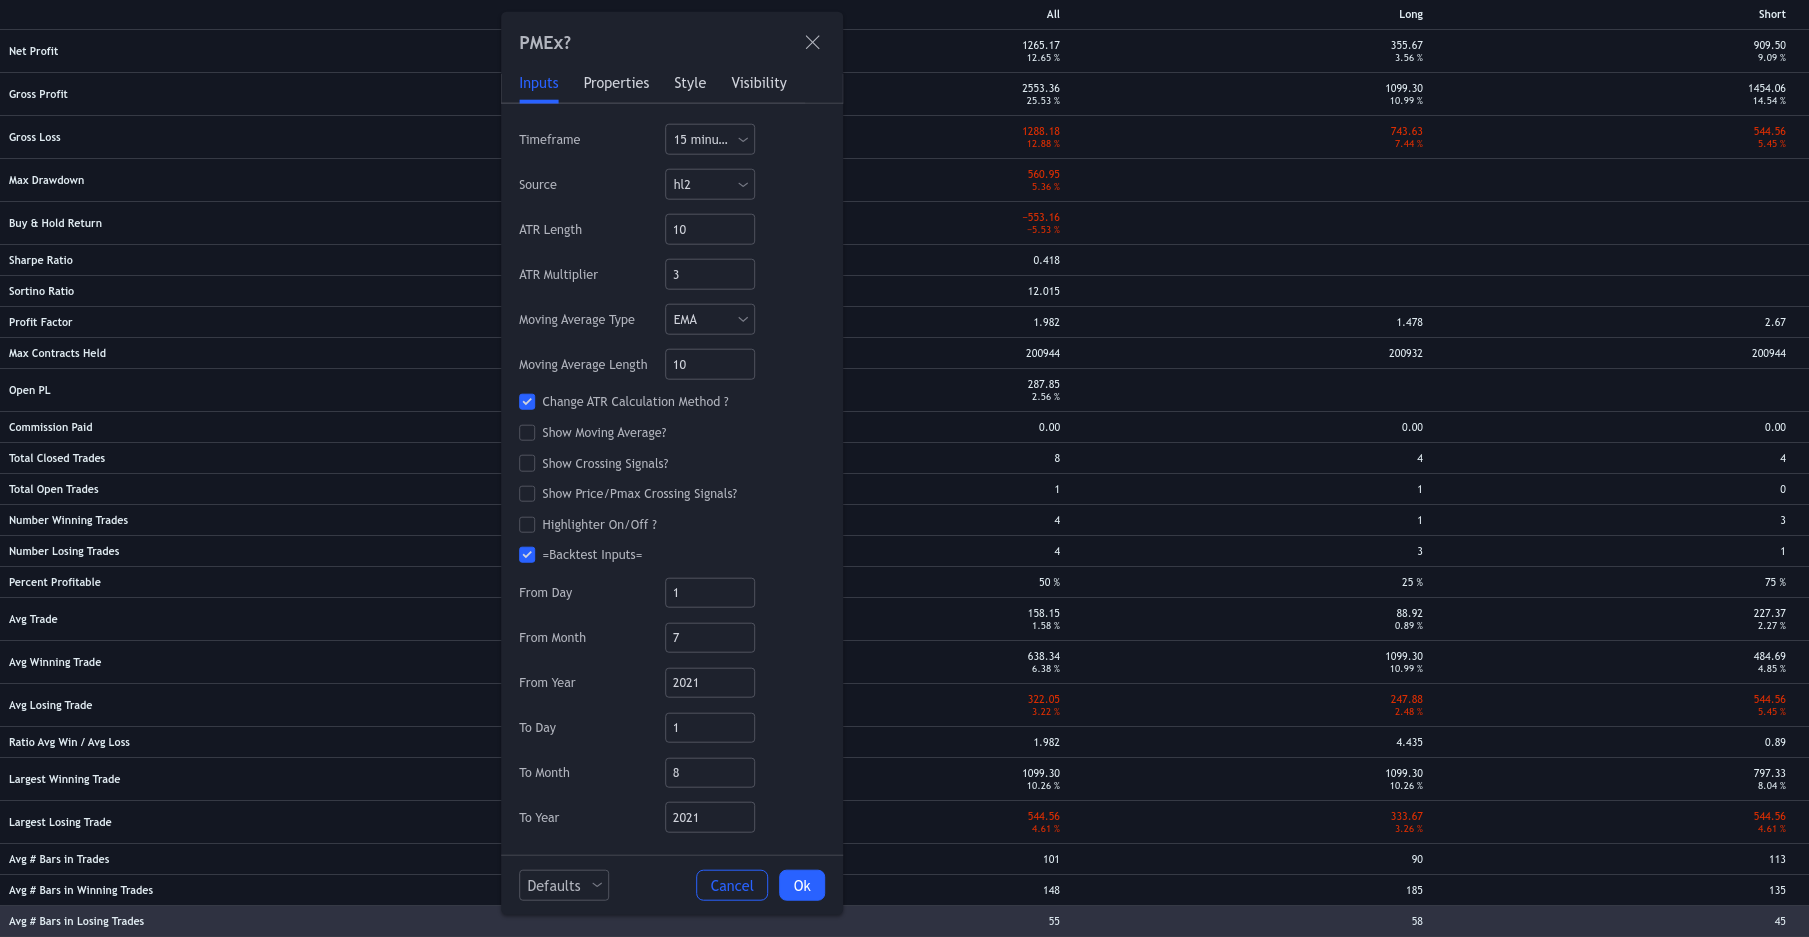 All Long Short
Net Profit 1265.17 355.67 909.50
12.65 % 3.56 % 9.09 %
Gross Profit 2553.36 1099.30 1454.06
25.53 % 10.99 % 14.54 %
Gross Loss 1288.18 743.63 544.56
12.88 % 7.44 % 5.45 %
Max Drawdown 560.95
5.36 %
Buy & Hold Return −553.16
−5.53 %
Sharpe Ratio 0.418
Sortino Ratio 12.015
Profit Factor 1.982 1.478 2.67
Max Contracts Held 200944 200932 200944
Open PL 287.85
2.56 %
Commission Paid 0.00 0.00 0.00
Total Closed Trades 8 4 4
Total Open Trades 1 1 0
Number Winning Trades 4 1 3
Number Losing Trades 4 3 1
Percent Profitable 50 % 25 % 75 %
Avg Trade 158.15 88.92 227.37
1.58 % 0.89 % 2.27 %
Avg Winning Trade 638.34 1099.30 484.69
6.38 % 10.99 % 4.85 %
Avg Losing Trade 322.05 247.88 544.56
3.22 % 2.48 % 5.45 %
Ratio Avg Win / Avg Loss 1.982 4.435 0.89
Largest Winning Trade 1099.30 1099.30 797.33
10.26 % 10.26 % 8.04 %
Largest Losing Trade 544.56 333.67 544.56
4.61 % 3.26 % 4.61 %
Avg # Bars in Trades 101 90 113
Avg # Bars in Winning Trades 148 185 135
Avg # Bars in Losing Trades 55 58 45
PMEx?
Inputs Properties Style Visibility
Timeframe 15 minu...
Source hl2
ATR Length 10
ATR Multiplier 3
Moving Average Type EMA
Moving Average Length 10
Change ATR Calculation Method ?
Show Moving Average?
Show Crossing Signals?
Show Price/Pmax Crossing Signals?
Highlighter On/Off ?
=Backtest Inputs=
From Day 1
From Month 7
From Year 2021
To Day 1
To Month 8
To Year 2021
Defaults Cancel Ok